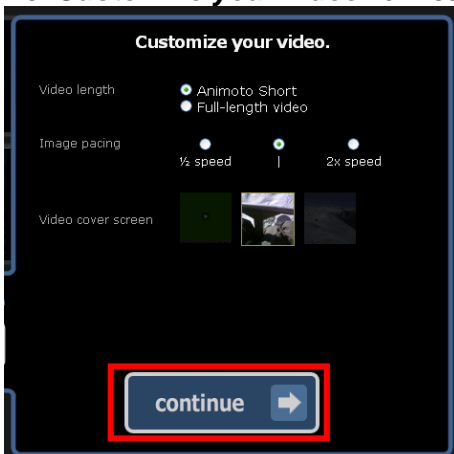 Customize your video.
Video length
Animoto Short
Full-length video
Image pacing
½ speed | 2x speed
Video cover screen
continue